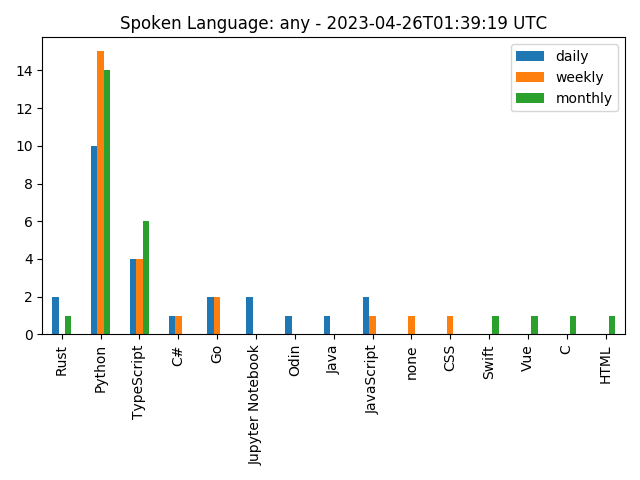 Spoken Language: any - 2023-04-26T01:39:19 UTC
daily
weekly
monthly
14
12
10
8
6
4
2
0
Rust
Python
TypeScript
C#
Go
Jupyter Notebook
Odin
Java
JavaScript
none
CSS
Swift
Vue
C
HTML